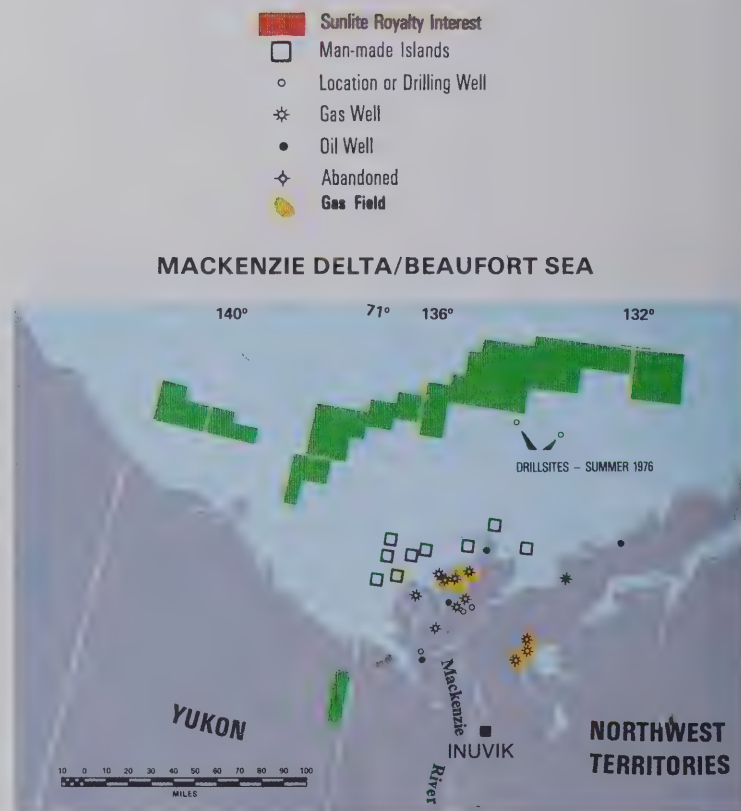 Sunlite Royalty Interest
Man-made Islands
Location or Drilling Well
Gas Well
Oil Well
Abandoned
Gas Field
MACKENZIE DELTA/BEAUFORT SEA
140° 71° 136° 132°
DRILLSITES – SUMMER 1976
Mackenzie
River
YUKON
INUVIK
NORTHWEST
TERRITORIES
10 0 10 20 30 40 50 60 70 80 90 100
MILES